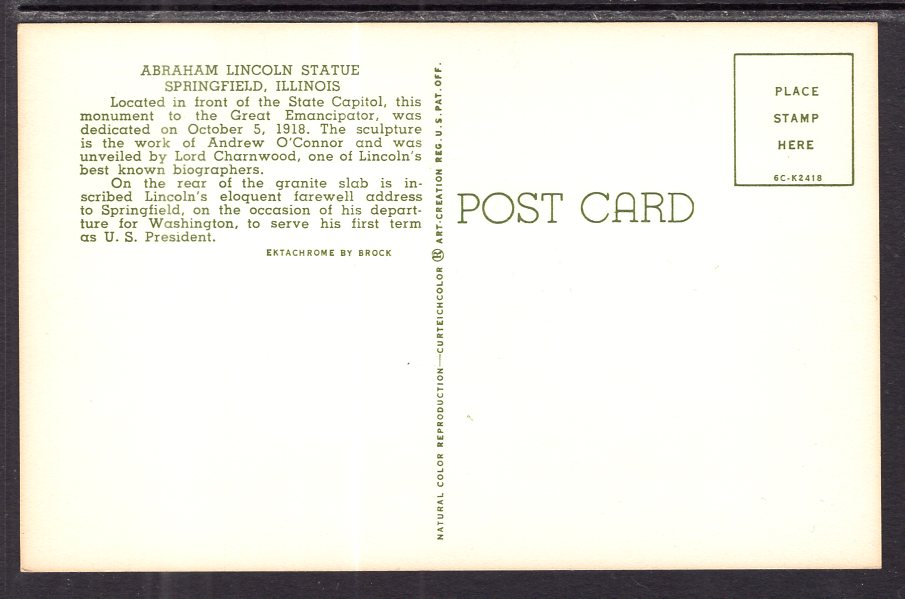 ABRAHAM LINCOLN STATUE
SPRINGFIELD, ILLINOIS
Located in front of the State Capitol, this
monument to the Great Emancipator, was
dedicated on October 5, 1918. The sculpture
is the work of Andrew O'Connor and was
unveiled by Lord Charnwood, one of Lincoln's
best known biographers.
On the rear of the granite slab is in-
scribed Lincoln's eloquent farewell address
to Springfield, on the occasion of his depart-
ture for Washington, to serve his first term
as U. S. President.
EKTACHROME BY BROCK
NATURAL COLOR REPRODUCTION—CURTEICHCOLOR ® ART-CREATION REG. U.S. PAT. OFF.
POST CARD
PLACE
STAMP
HERE
6C-K2418